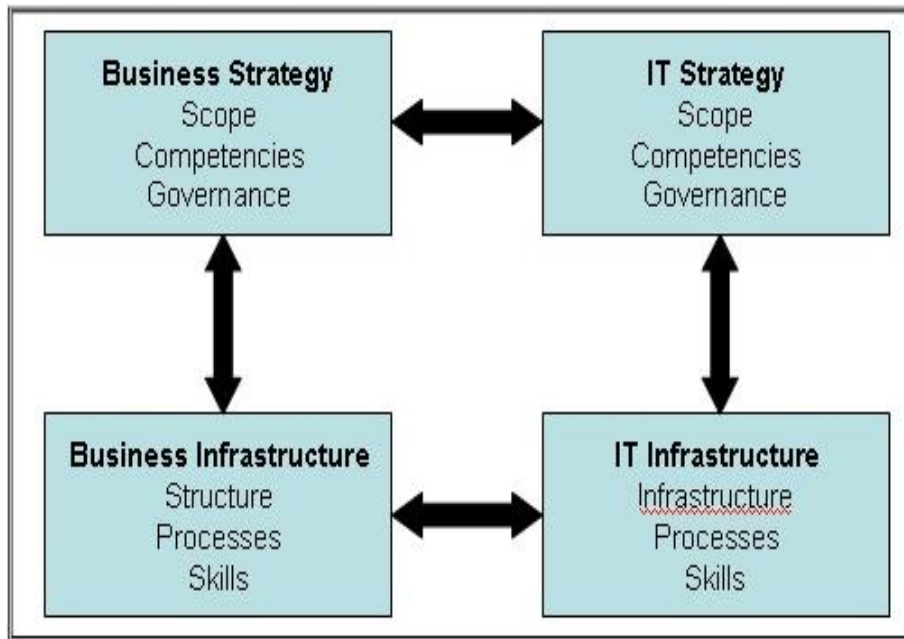 Business Strategy
Scope
Competencies
Governance
IT Strategy
Scope
Competencies
Governance
Business Infrastructure
Structure
Processes
Skills
IT Infrastructure
Infrastructure
Processes
Skills